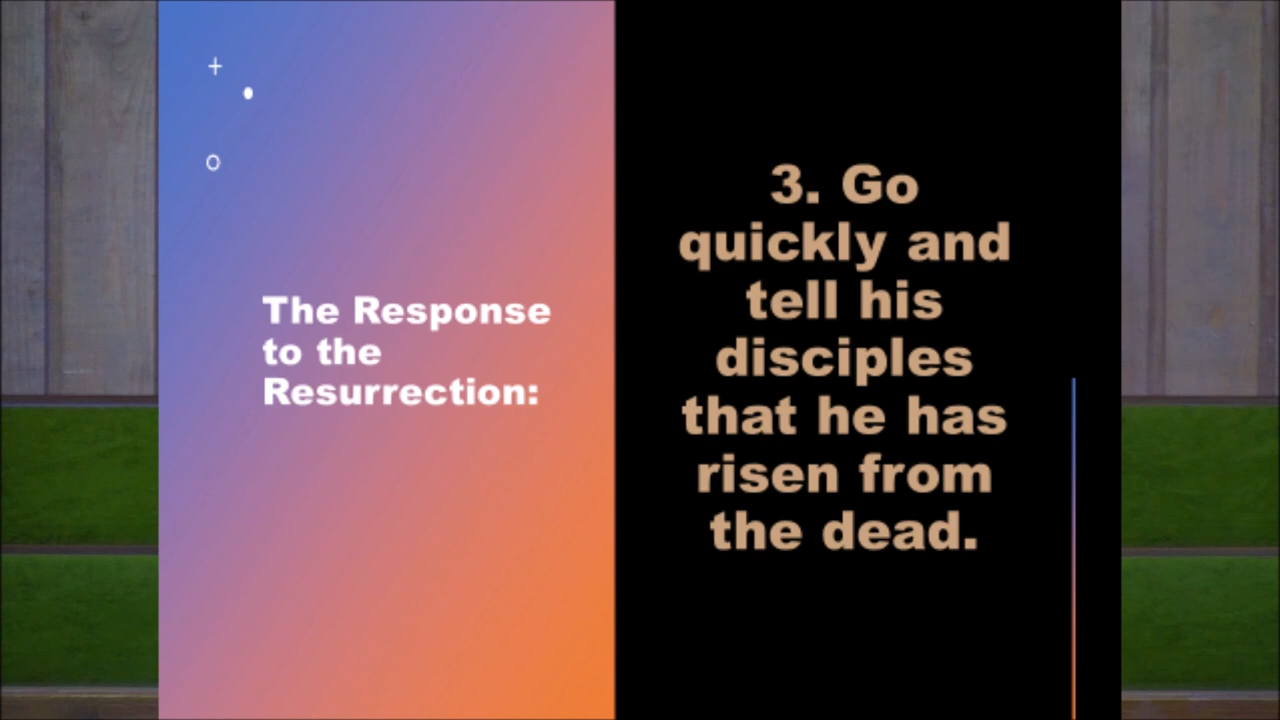 The Response
to the
Resurrection:
3. Go
quickly and
tell his
disciples
that he has
risen from
the dead.